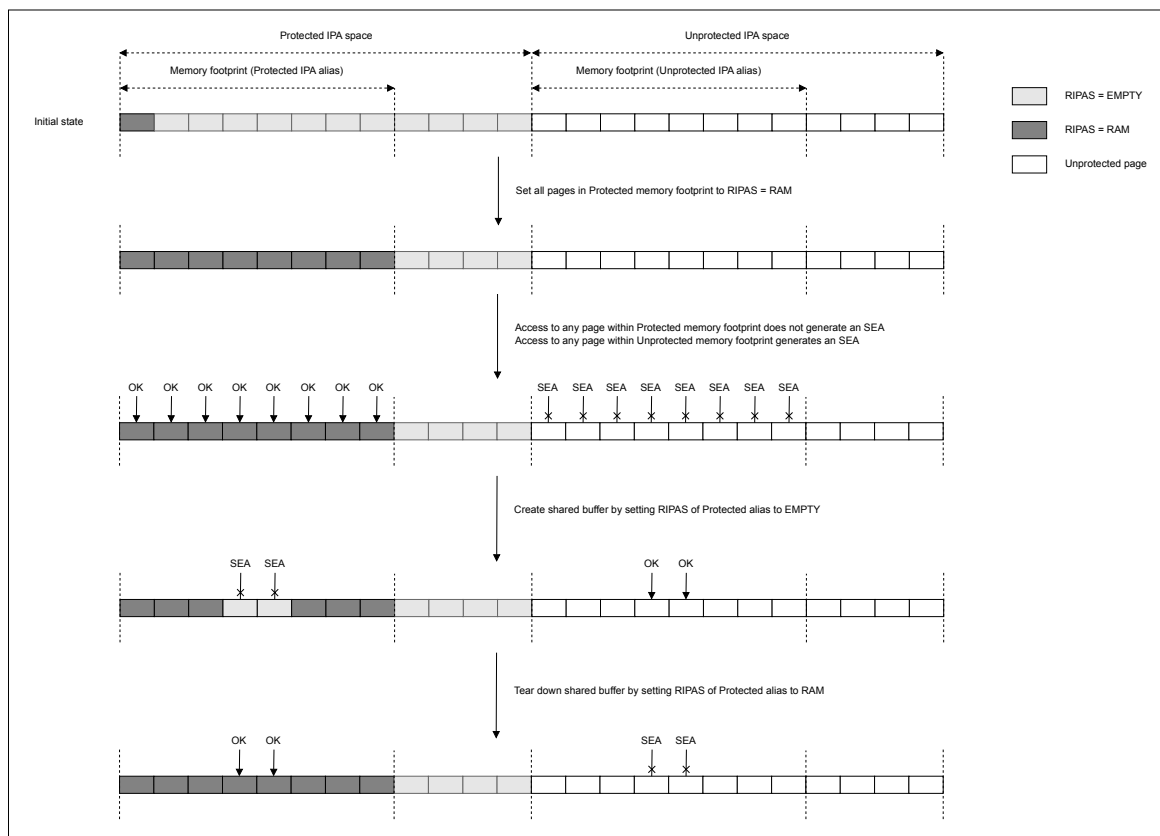 Protected IPA space
Unprotected IPA space
Memory footprint (Protected IPA alias)
Memory footprint (Unprotected IPA alias)
RIPAS = EMPTY
Initial state
RIPAS = RAM
Unprotected page
Set all pages in Protected memory footprint to RIPAS = RAM
Access to any page within Protected memory footprint does not generate an SEA
Access to any page within Unprotected memory footprint generates an SEA
OK OK OK OK OK OK OK OK
SEA SEA SEA SEA SEA SEA SEA SEA
Create shared buffer by setting RIPAS of Protected alias to EMPTY
SEA SEA
OK OK
Tear down shared buffer by setting RIPAS of Protected alias to RAM
OK OK
SEA SEA